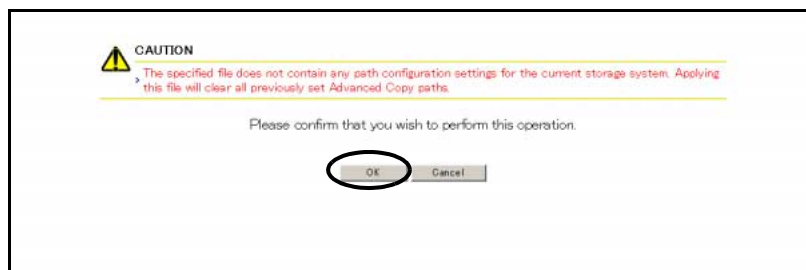 CAUTION
The specified file does not contain any path configuration settings for the current storage system. Applying
this file will clear all previously set Advanced Copy paths.
Please confirm that you wish to perform this operation.
OK Cancel